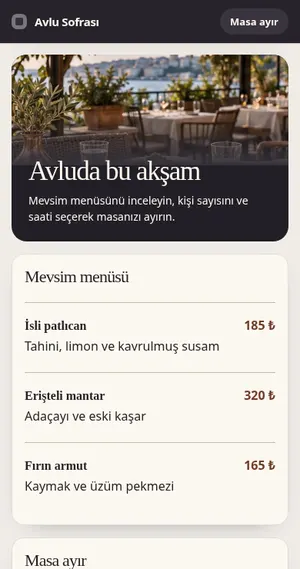 Avlu Sofrası
Masa ayır
Avluda bu akşam
Mevsim menüsünü inceleyin, kişi sayısını ve
saati seçerek masanızı ayırın.
Mevsim menüsü
İsli patlıcan 185 ₺
Tahini, limon ve kavrulmuş susam
Erişteli mantar 320 ₺
Adaçayı ve eski kaşar
Fırın armut 165 ₺
Kaymak ve üzüm pekmezi
Masa ayır